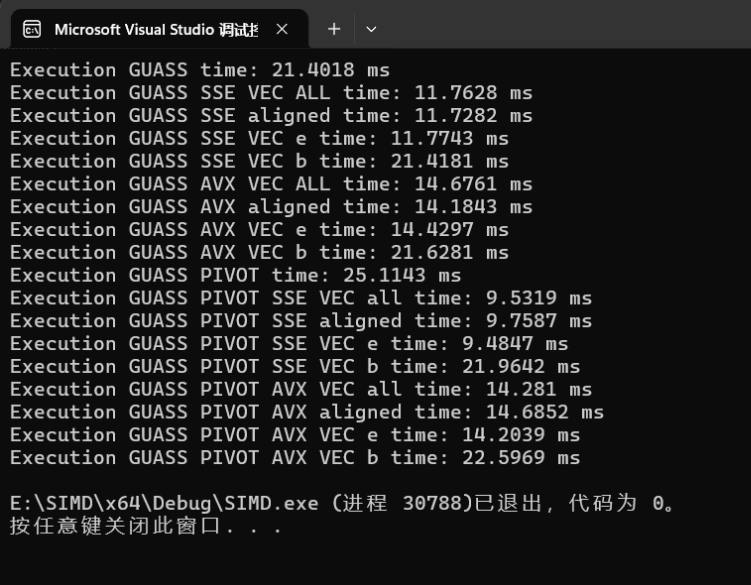 Microsoft Visual Studio 调试
Execution GUASS time: 21.4018 ms
Execution GUASS SSE VEC ALL time: 11.7628 ms
Execution GUASS SSE aligned time: 11.7282 ms
Execution GUASS SSE VEC e time: 11.7743 ms
Execution GUASS SSE VEC b time: 21.4181 ms
Execution GUASS AVX VEC ALL time: 14.6761 ms
Execution GUASS AVX aligned time: 14.1843 ms
Execution GUASS AVX VEC e time: 14.4297 ms
Execution GUASS AVX VEC b time: 21.6281 ms
Execution GUASS PIVOT time: 25.1143 ms
Execution GUASS PIVOT SSE VEC all time: 9.5319 ms
Execution GUASS PIVOT SSE aligned time: 9.7587 ms
Execution GUASS PIVOT SSE VEC e time: 9.4847 ms
Execution GUASS PIVOT SSE VEC b time: 21.9642 ms
Execution GUASS PIVOT AVX VEC all time: 14.281 ms
Execution GUASS PIVOT AVX aligned time: 14.6852 ms
Execution GUASS PIVOT AVX VEC e time: 14.2039 ms
Execution GUASS PIVOT AVX VEC b time: 22.5969 ms
E:\SIMD\x64\Debug\SIMD.exe (进程 30788)已退出，代码为 0。
按任意键关闭此窗口. . .